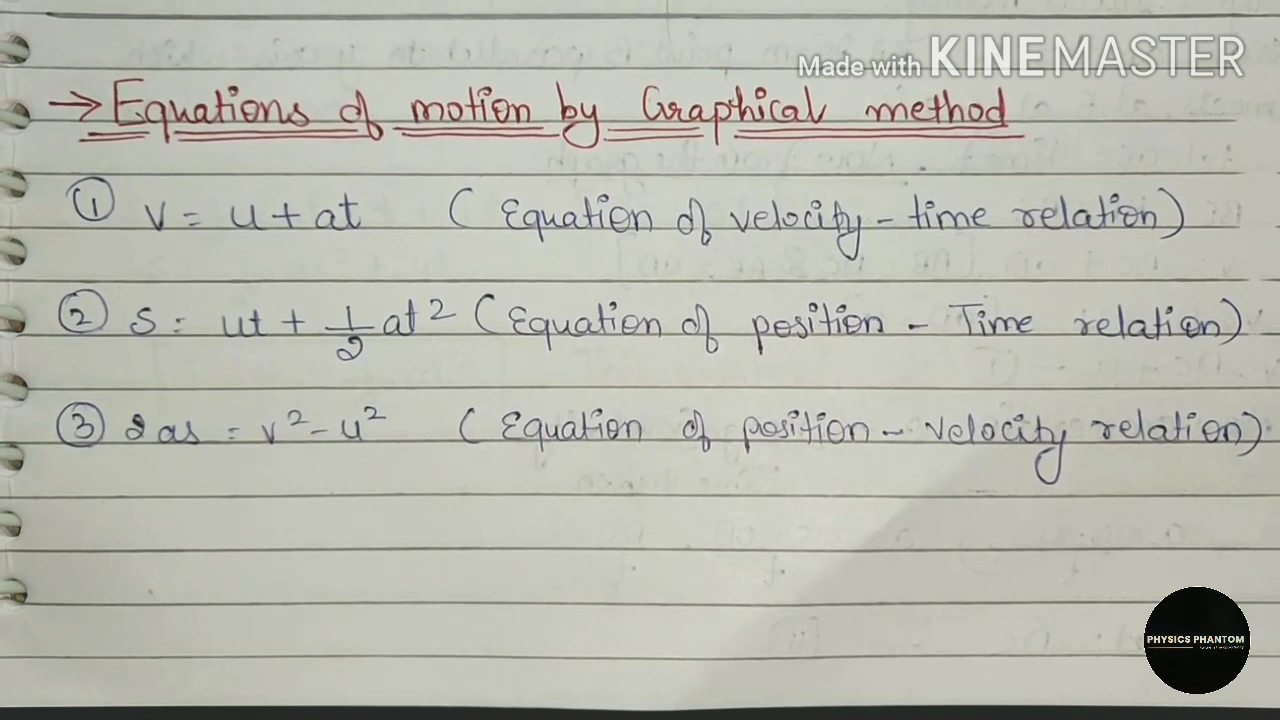 Made with KINEMASTER
→ Equations of motion by Graphical method
① v = u + at ( Equation of velocity - time relation)
② s = ut + 1/2 at² (Equation of position - Time relation)
③ 2as = v² - u² ( Equation of position - velocity relation)
PHYSICS PHANTOM